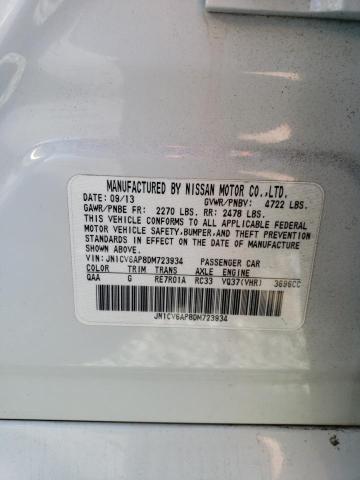 MANUFACTURED BY NISSAN MOTOR CO.,LTD.
DATE: 09/13 GVWR/PNBV: 4722 LBS.
GAWR/PNBE FR: 2270 LBS. RR: 2478 LBS.
THIS VEHICLE CONFORMS TO ALL APPLICABLE FEDERAL
MOTOR VEHICLE SAFETY,BUMPER,AND THEFT PREVENTION
STANDARDS IN EFFECT ON THE DATE OF MANUFACTURE
SHOWN ABOVE.
VIN: JN1CV6AP8DM723934 PASSENGER CAR
COLOR TRIM TRANS AXLE ENGINE
QAA G RE7R01A RC33 VQ37(VHR) 3696CC
JN1CV6AP8DM723934